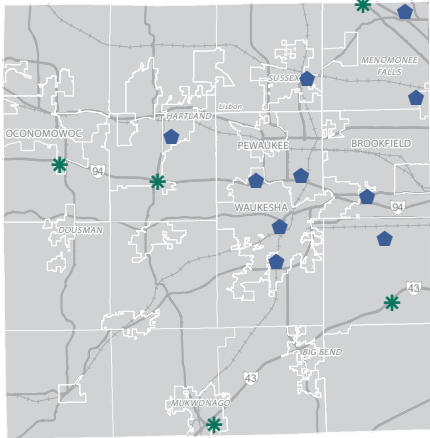 MENOMONEE
FALLS
SUSSEX
Lisbon
HARTLAND
OCONOMOWOC
PEWAUKEE
BROOKFIELD
94
WAUKESHA
94
DOUSMAN
43
BIG BEND
43
MUKWONAGO